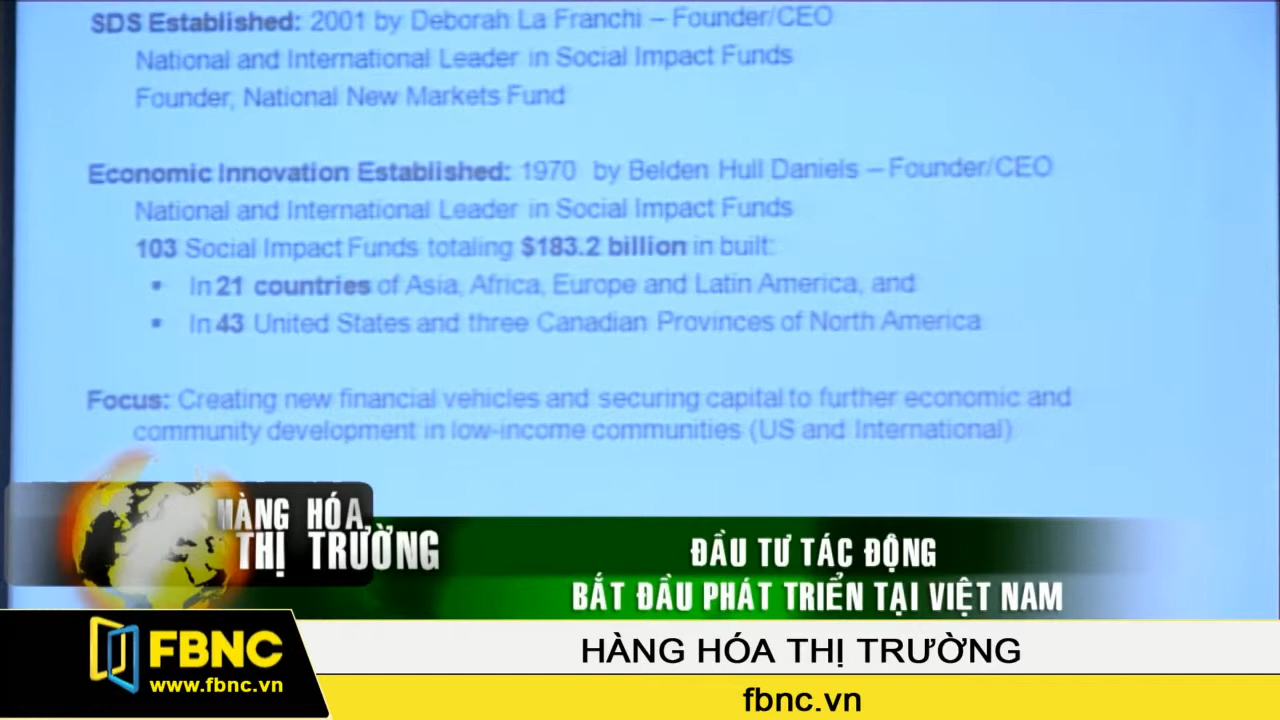 SDS Established: 2001 by Deborah La Franchi – Founder/CEO
National and International Leader in Social Impact Funds
Founder, National New Markets Fund
Economic Innovation Established: 1970 by Belden Hull Daniels – Founder/CEO
National and International Leader in Social Impact Funds
103 Social Impact Funds totaling $183.2 billion in built:
▪ In 21 countries of Asia, Africa, Europe and Latin America, and
▪ In 43 United States and three Canadian Provinces of North America
Focus: Creating new financial vehicles and securing capital to further economic and
community development in low-income communities (US and International)
HÀNG HÓA
THỊ TRƯỜNG
ĐẦU TƯ TÁC ĐỘNG
BẮT ĐẦU PHÁT TRIỂN TẠI VIỆT NAM
FBNC
www.fbnc.vn
HÀNG HÓA THỊ TRƯỜNG
fbnc.vn